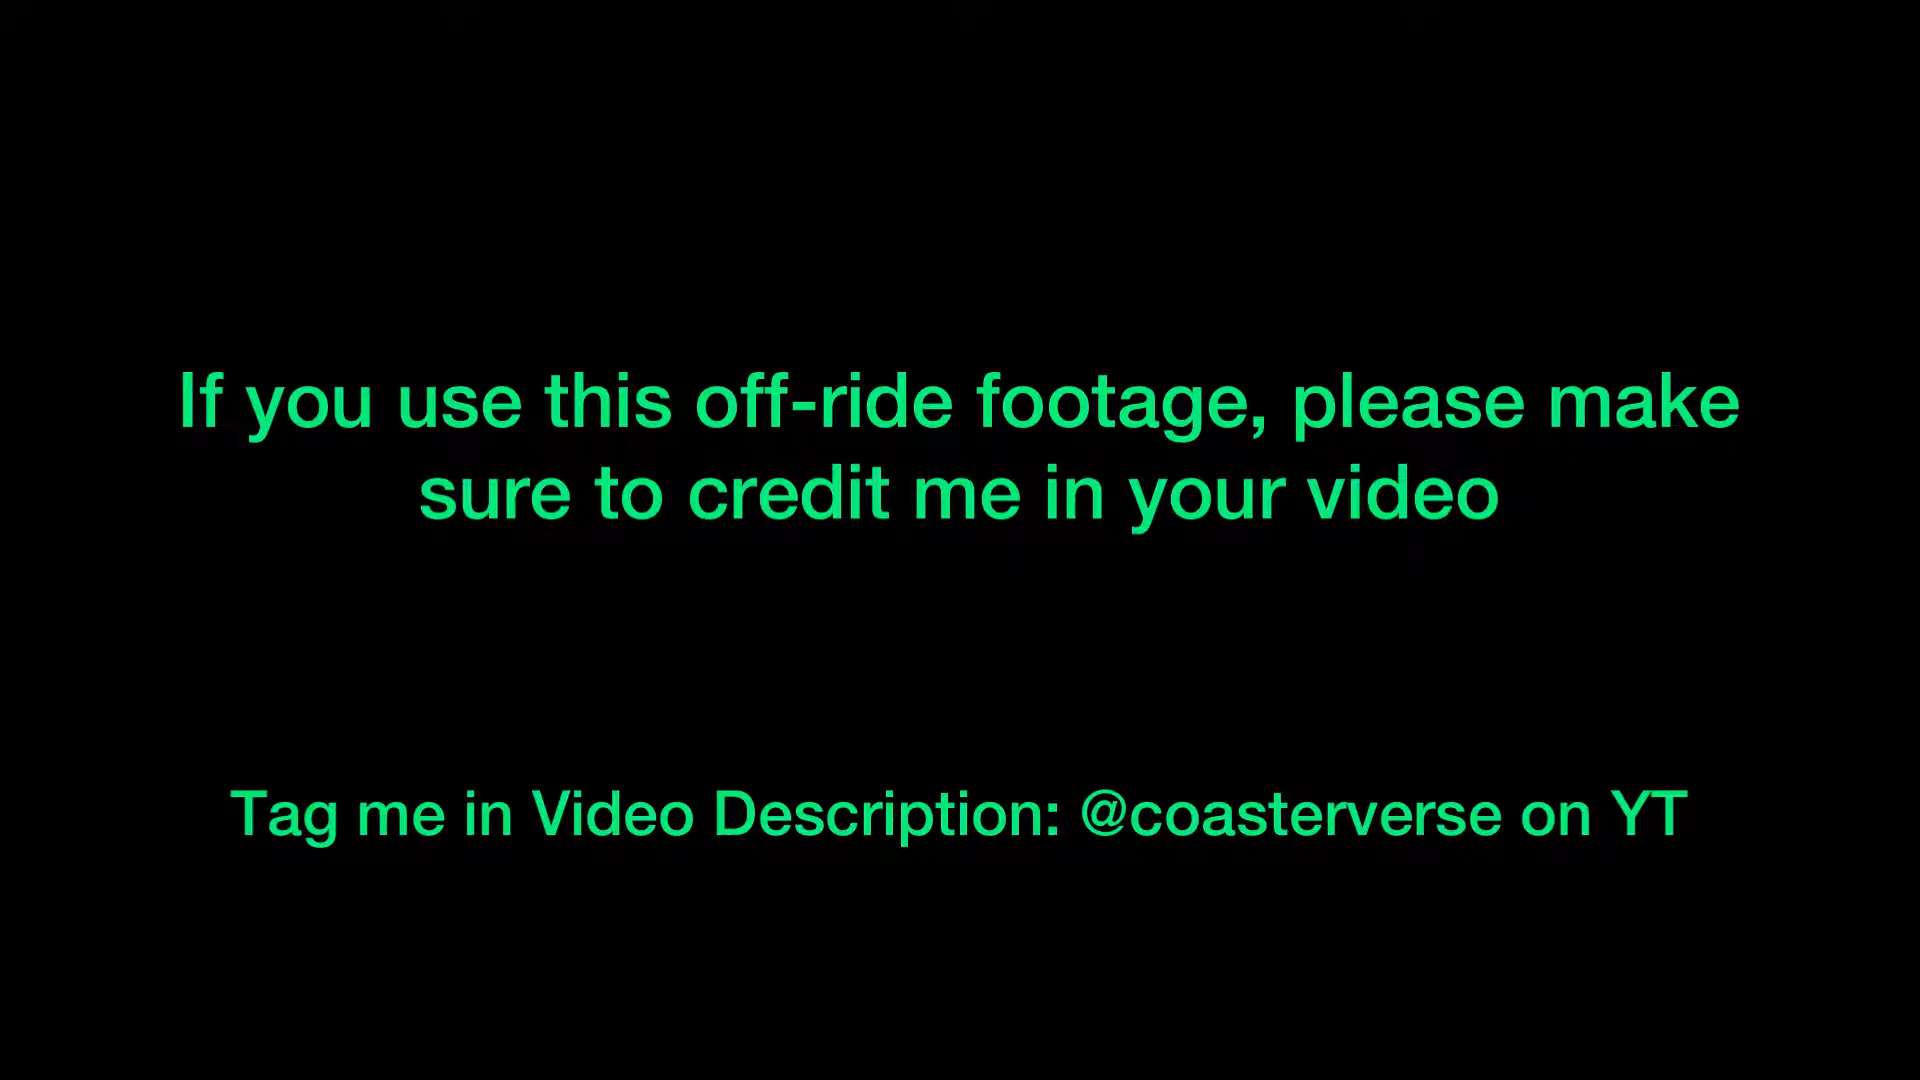 If you use this off-ride footage, please make
sure to credit me in your video
Tag me in Video Description: @coasterverse on YT